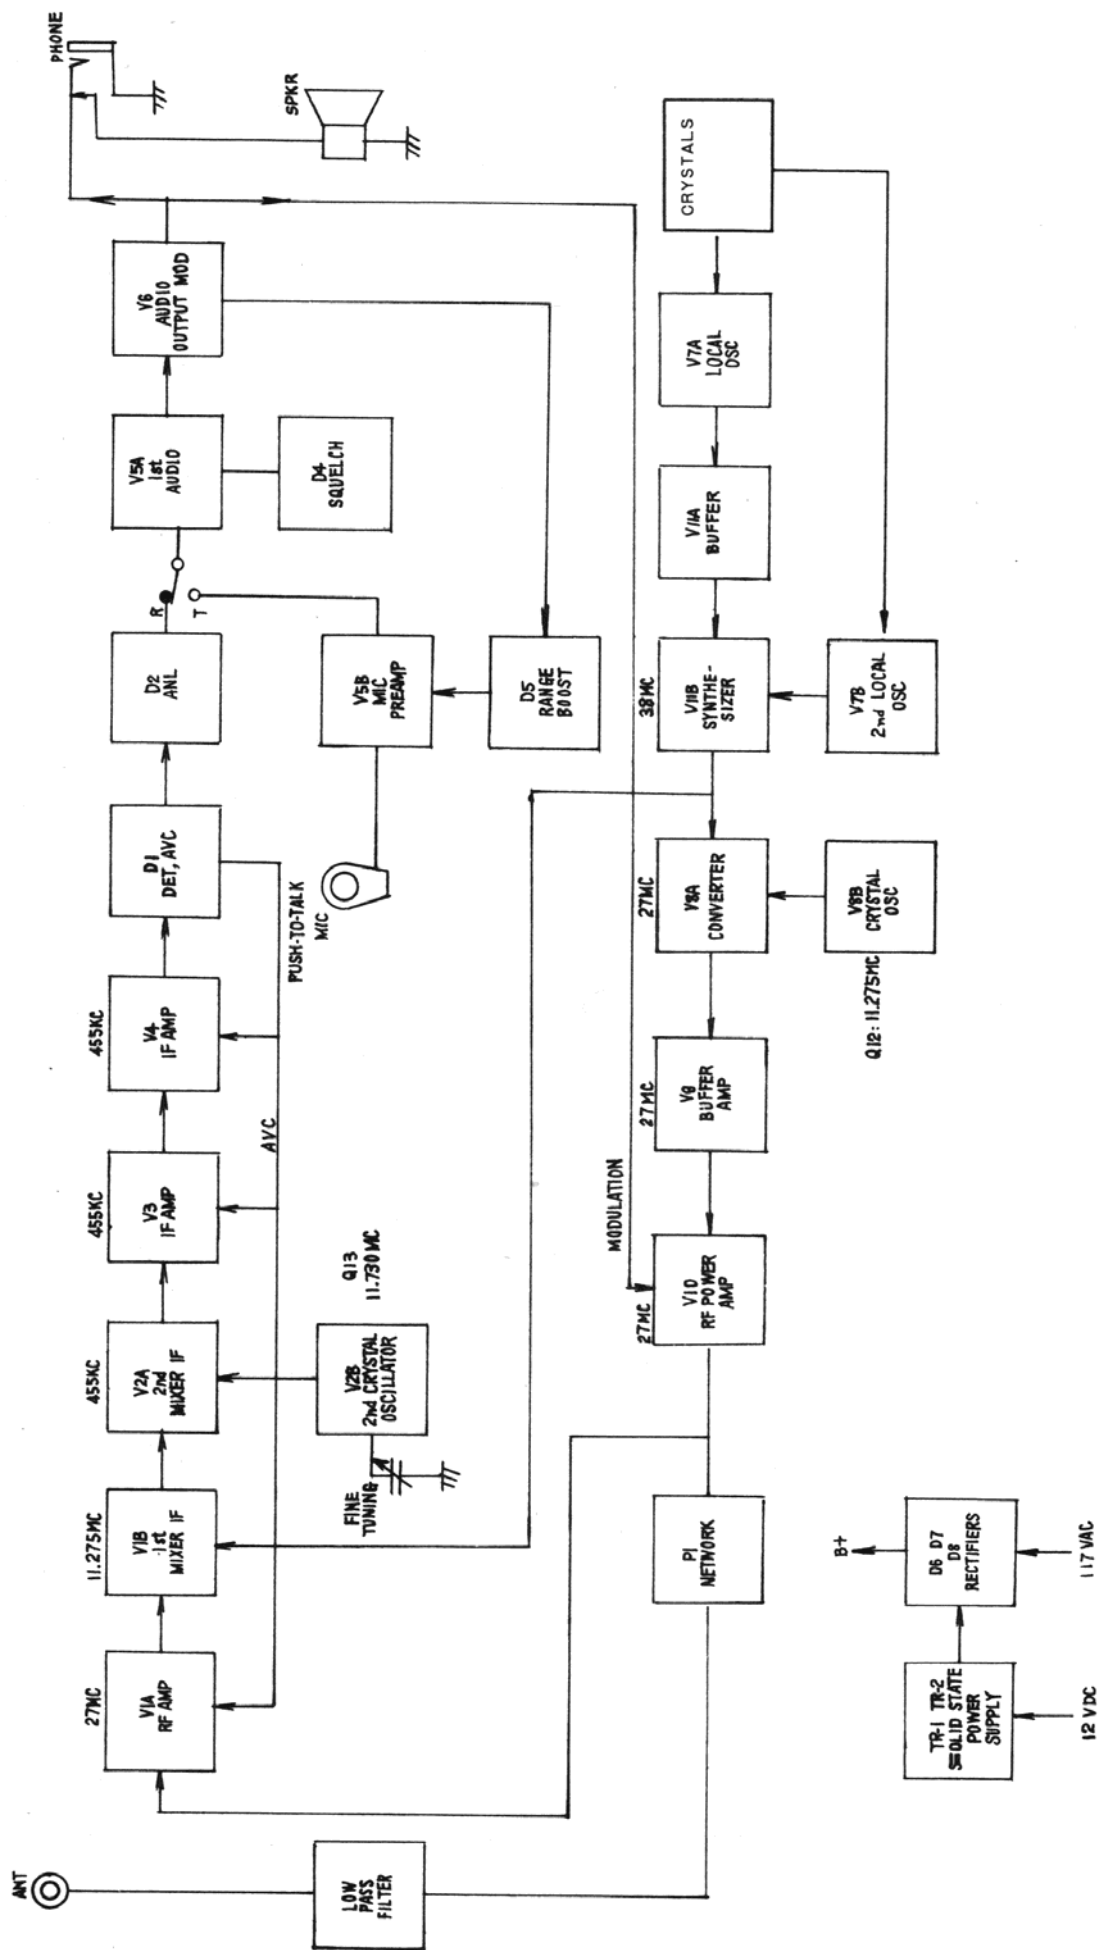 ANT
LOW
PASS
FILTER
27MC
V1A
RF AMP
11.275MC
V1B
1st
MIXER IF
455KC
V2A
2nd
MIXER IF
455KC
V3
IF AMP
455KC
V4
IF AMP
D1
DET, AVC
D2
ANL
R
T
V5A
1st
AUDIO
V6
AUDIO
OUTPUT MOD
PHONE
SPKR
D4
SQUELCH
AVC
FINE
TUNING
V2B
2nd CRYSTAL
OSCILLATOR
Q13
11.730 MC
PUSH-TO-TALK
MIC
V5B
MIC
PREAMP
D5
RANGE
BOOST
MODULATION
PI
NETWORK
27MC
V10
RF POWER
AMP
27MC
V9
BUFFER
AMP
27MC
V8A
CONVERTER
38MC
V11B
SYNTHE-
SIZER
V11A
BUFFER
V7A
LOCAL
OSC
CRYSTALS
Q12: 11.275MC
V8B
CRYSTAL
OSC
V7B
2nd LOCAL
OSC
TR-1 TR-2
SOLID STATE
POWER
SUPPLY
12 VDC
B+
D6 D7
D8
RECTIFIERS
117 VAC